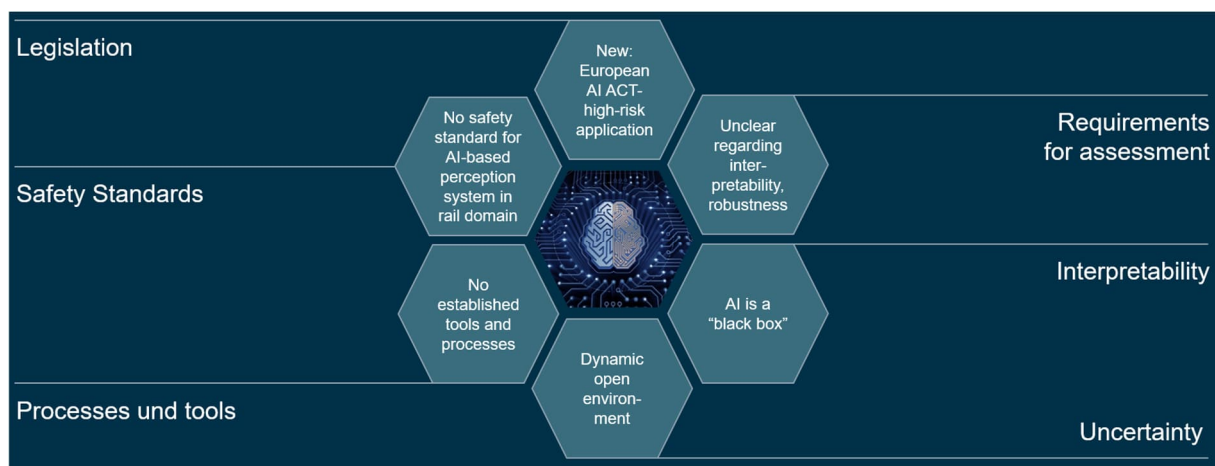 Legislation
New:
European
AI ACT-
high-risk
application
No safety
standard for
AI-based
perception
system in
rail domain
Unclear
regarding
inter-
pretability,
robustness
Requirements
for assessment
Safety Standards
No
established
tools and
processes
AI is a
“black box”
Interpretability
Dynamic
open
environ-
ment
Processes und tools
Uncertainty